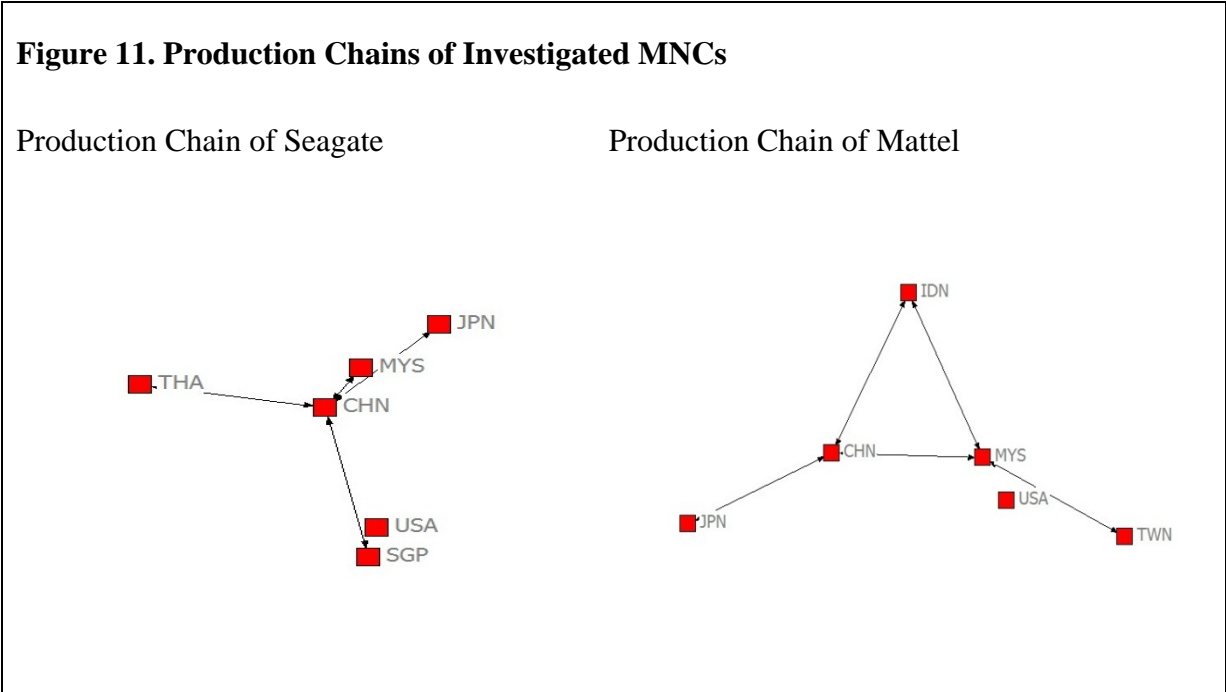 Figure 11. Production Chains of Investigated MNCs
Production Chain of Seagate
Production Chain of Mattel
JPN
MYS
THA
CHN
USA
SGP
IDN
CHN
MYS
USA
JPN
TWN